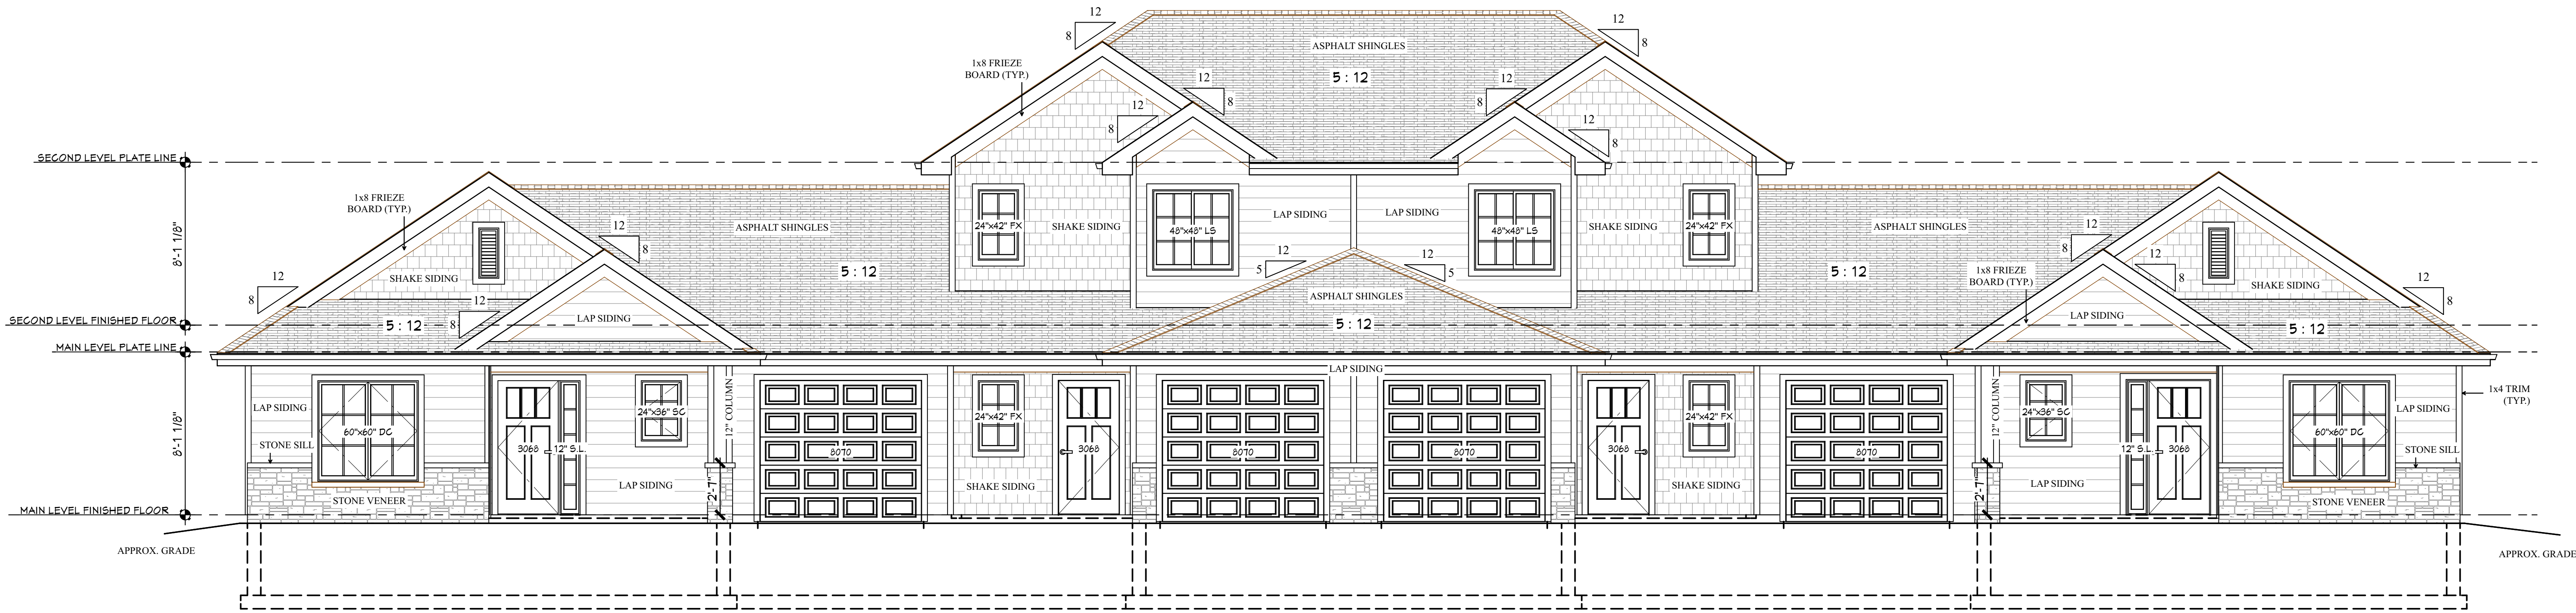 12
8
12
8
ASPHALT SHINGLES
5 : 12
1x8 FRIEZE
BOARD (TYP.)
12
8
12
8
12
8
12
8
SECOND LEVEL PLATE LINE
1x8 FRIEZE
BOARD (TYP.)
8'-1 1/8"
12
8
ASPHALT SHINGLES
24"x42" FX
SHAKE SIDING
48"x48" LS
LAP SIDING
LAP SIDING
48"x48" LS
SHAKE SIDING
24"x42" FX
ASPHALT SHINGLES
12
8
12
8
12
8
SHAKE SIDING
5 : 12
12
5
12
5
5 : 12
1x8 FRIEZE
BOARD (TYP.)
SHAKE SIDING
12
8
12
8
ASPHALT SHINGLES
SECOND LEVEL FINISHED FLOOR
5 : 12
LAP SIDING
5 : 12
LAP SIDING
5 : 12
MAIN LEVEL PLATE LINE
LAP SIDING
8'-1 1/8"
LAP SIDING
60"x60" DC
STONE SILL
STONE VENEER
3068
12" S.L.
24"x36" SC
LAP SIDING
12" COLUMN
2'-7"
8070
24"x42" FX
SHAKE SIDING
3068
8070
8070
3068
24"x42" FX
SHAKE SIDING
8070
12" COLUMN
2'-7"
24"x36" SC
LAP SIDING
12" S.L.
3068
60"x60" DC
LAP SIDING
STONE SILL
STONE VENEER
1x4 TRIM
(TYP.)
MAIN LEVEL FINISHED FLOOR
APPROX. GRADE
APPROX. GRADE